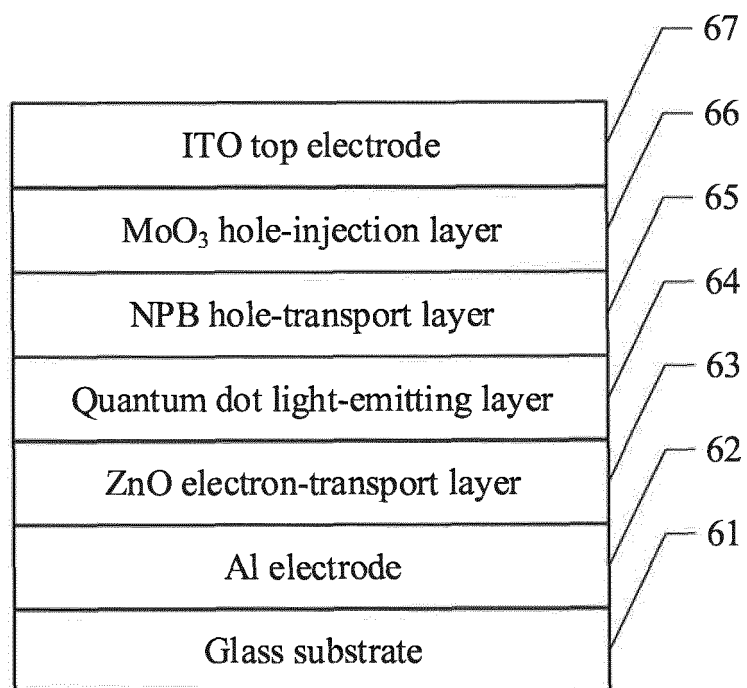 67
ITO top electrode
66
MoO₃ hole-injection layer
65
NPB hole-transport layer
64
Quantum dot light-emitting layer
63
ZnO electron-transport layer
62
Al electrode
61
Glass substrate